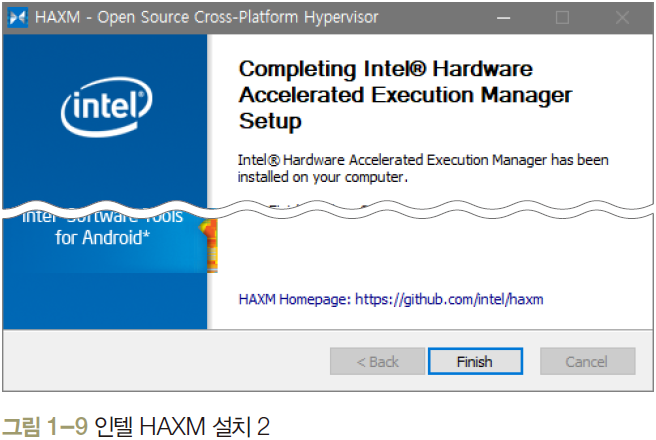 HAXM - Open Source Cross-Platform Hypervisor
intel
Completing Intel® Hardware
Accelerated Execution Manager
Setup
Intel® Hardware Accelerated Execution Manager has been
installed on your computer.
Intel® Software Tools
for Android*
HAXM Homepage: https://github.com/intel/haxm
< Back
Finish
Cancel
그림 1-9 인텔 HAXM 설치 2